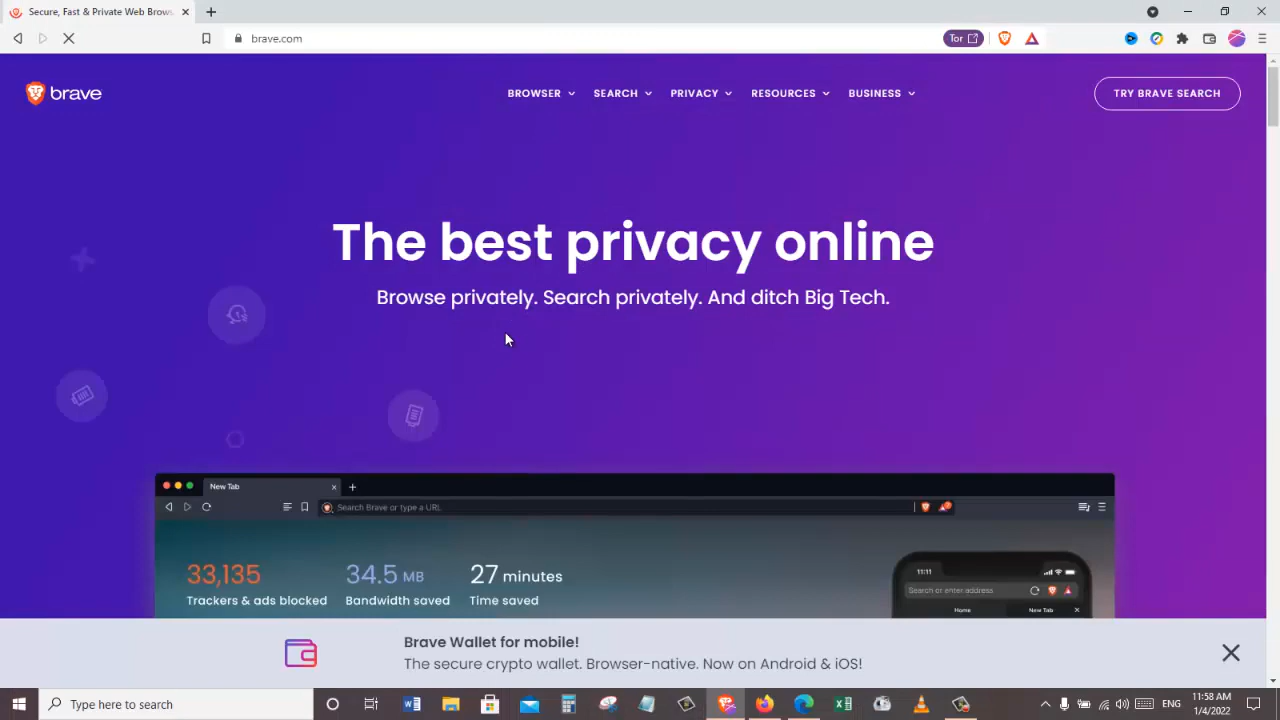 Secure, Fast & Private Web Brows
brave.com
Tor
brave
BROWSER
SEARCH
PRIVACY
RESOURCES
BUSINESS
TRY BRAVE SEARCH
The best privacy online
Browse privately. Search privately. And ditch Big Tech.
New Tab
Search Brave or type a URL
33,135
Trackers & ads blocked
34.5 MB
Bandwidth saved
27 minutes
Time saved
11:11
Search or enter address
Home
New Tab
Brave Wallet for mobile!
The secure crypto wallet. Browser-native. Now on Android & iOS!
Type here to search
ENG
11:58 AM
1/4/2022